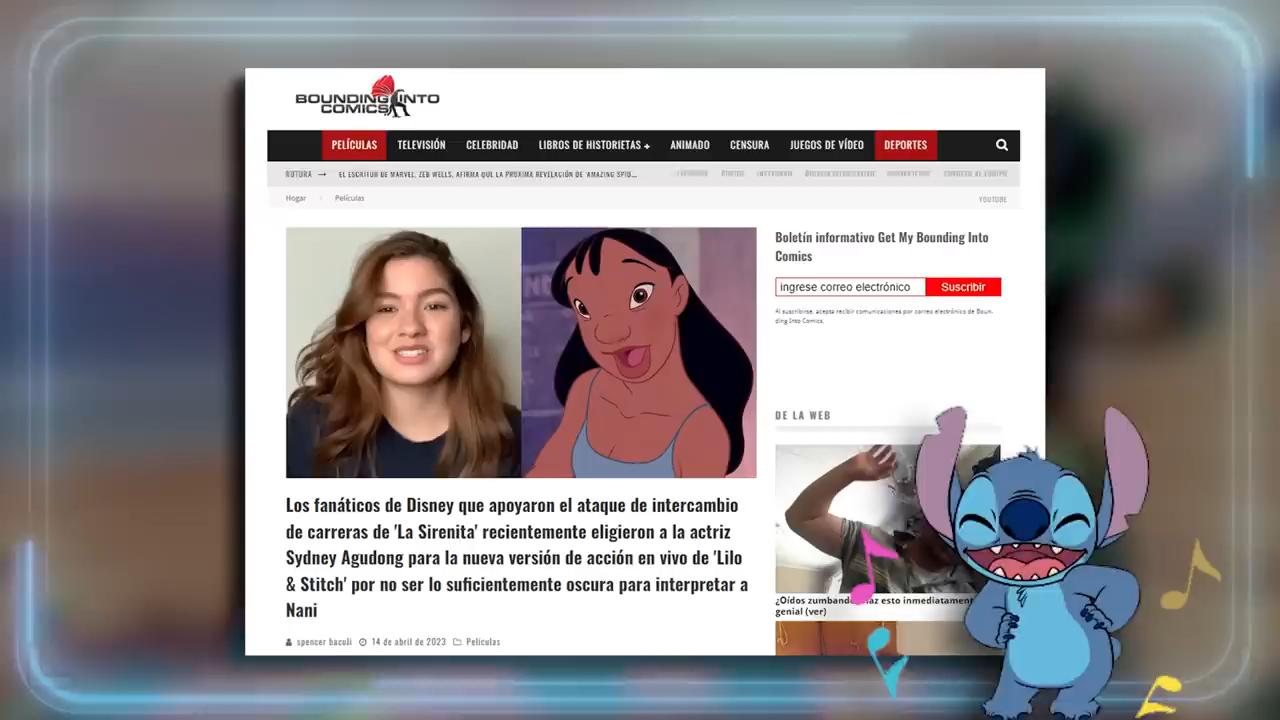 BOUNDING INTO
COMICS
PELÍCULAS
TELEVISIÓN
CELEBRIDAD
LIBROS DE HISTORIETAS +
ANIMADO
CENSURA
JUEGOS DE VÍDEO
DEPORTES
ROTURA → EL ESCRITOR DE MARVEL, ZEB WELLS, AFIRMA QUE LA PRÓXIMA REVELACIÓN DE 'AMAZING SPID...
Hogar
Películas
YOUTUBE
Boletín informativo Get My Bounding Into
Comics
ingrese correo electrónico
Suscribir
Al suscribirse, acepta recibir comunicaciones por correo electrónico de Boun-
ding Into Comics.
Los fanáticos de Disney que apoyaron el ataque de intercambio
de carreras de 'La Sirenita' recientemente eligieron a la actriz
Sydney Agudong para la nueva versión de acción en vivo de 'Lilo
& Stitch' por no ser lo suficientemente oscura para interpretar a
Nani
spencer baculi
14 de abril de 2023
Películas
DE LA WEB
¿Oídos
genial (ver)